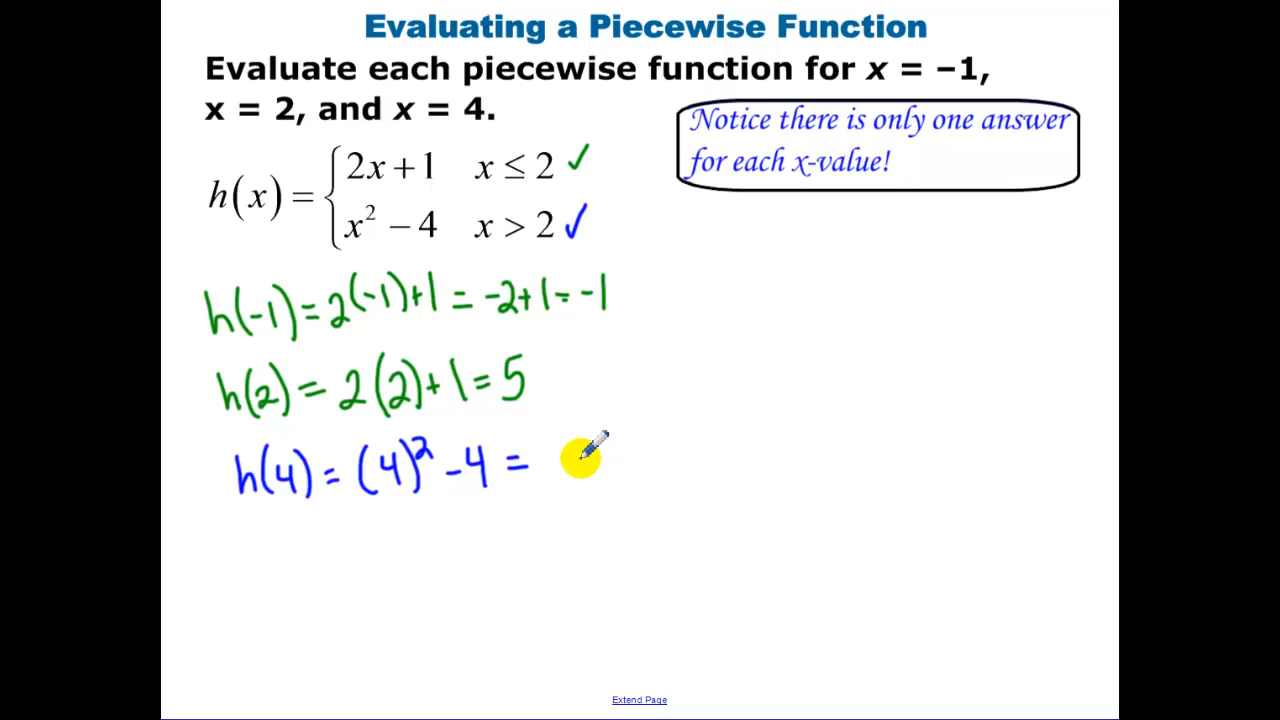 Evaluating a Piecewise Function
Evaluate each piecewise function for x = –1,
x = 2, and x = 4.
Notice there is only one answer
for each x-value!
h(x) = { 2x + 1 x ≤ 2 ✓
x² − 4 x > 2 ✓
h(-1) = 2(-1)+1 = -2+1 = -1
h(2) = 2(2)+1 = 5
h(4) = (4)² - 4 =
Extend Page